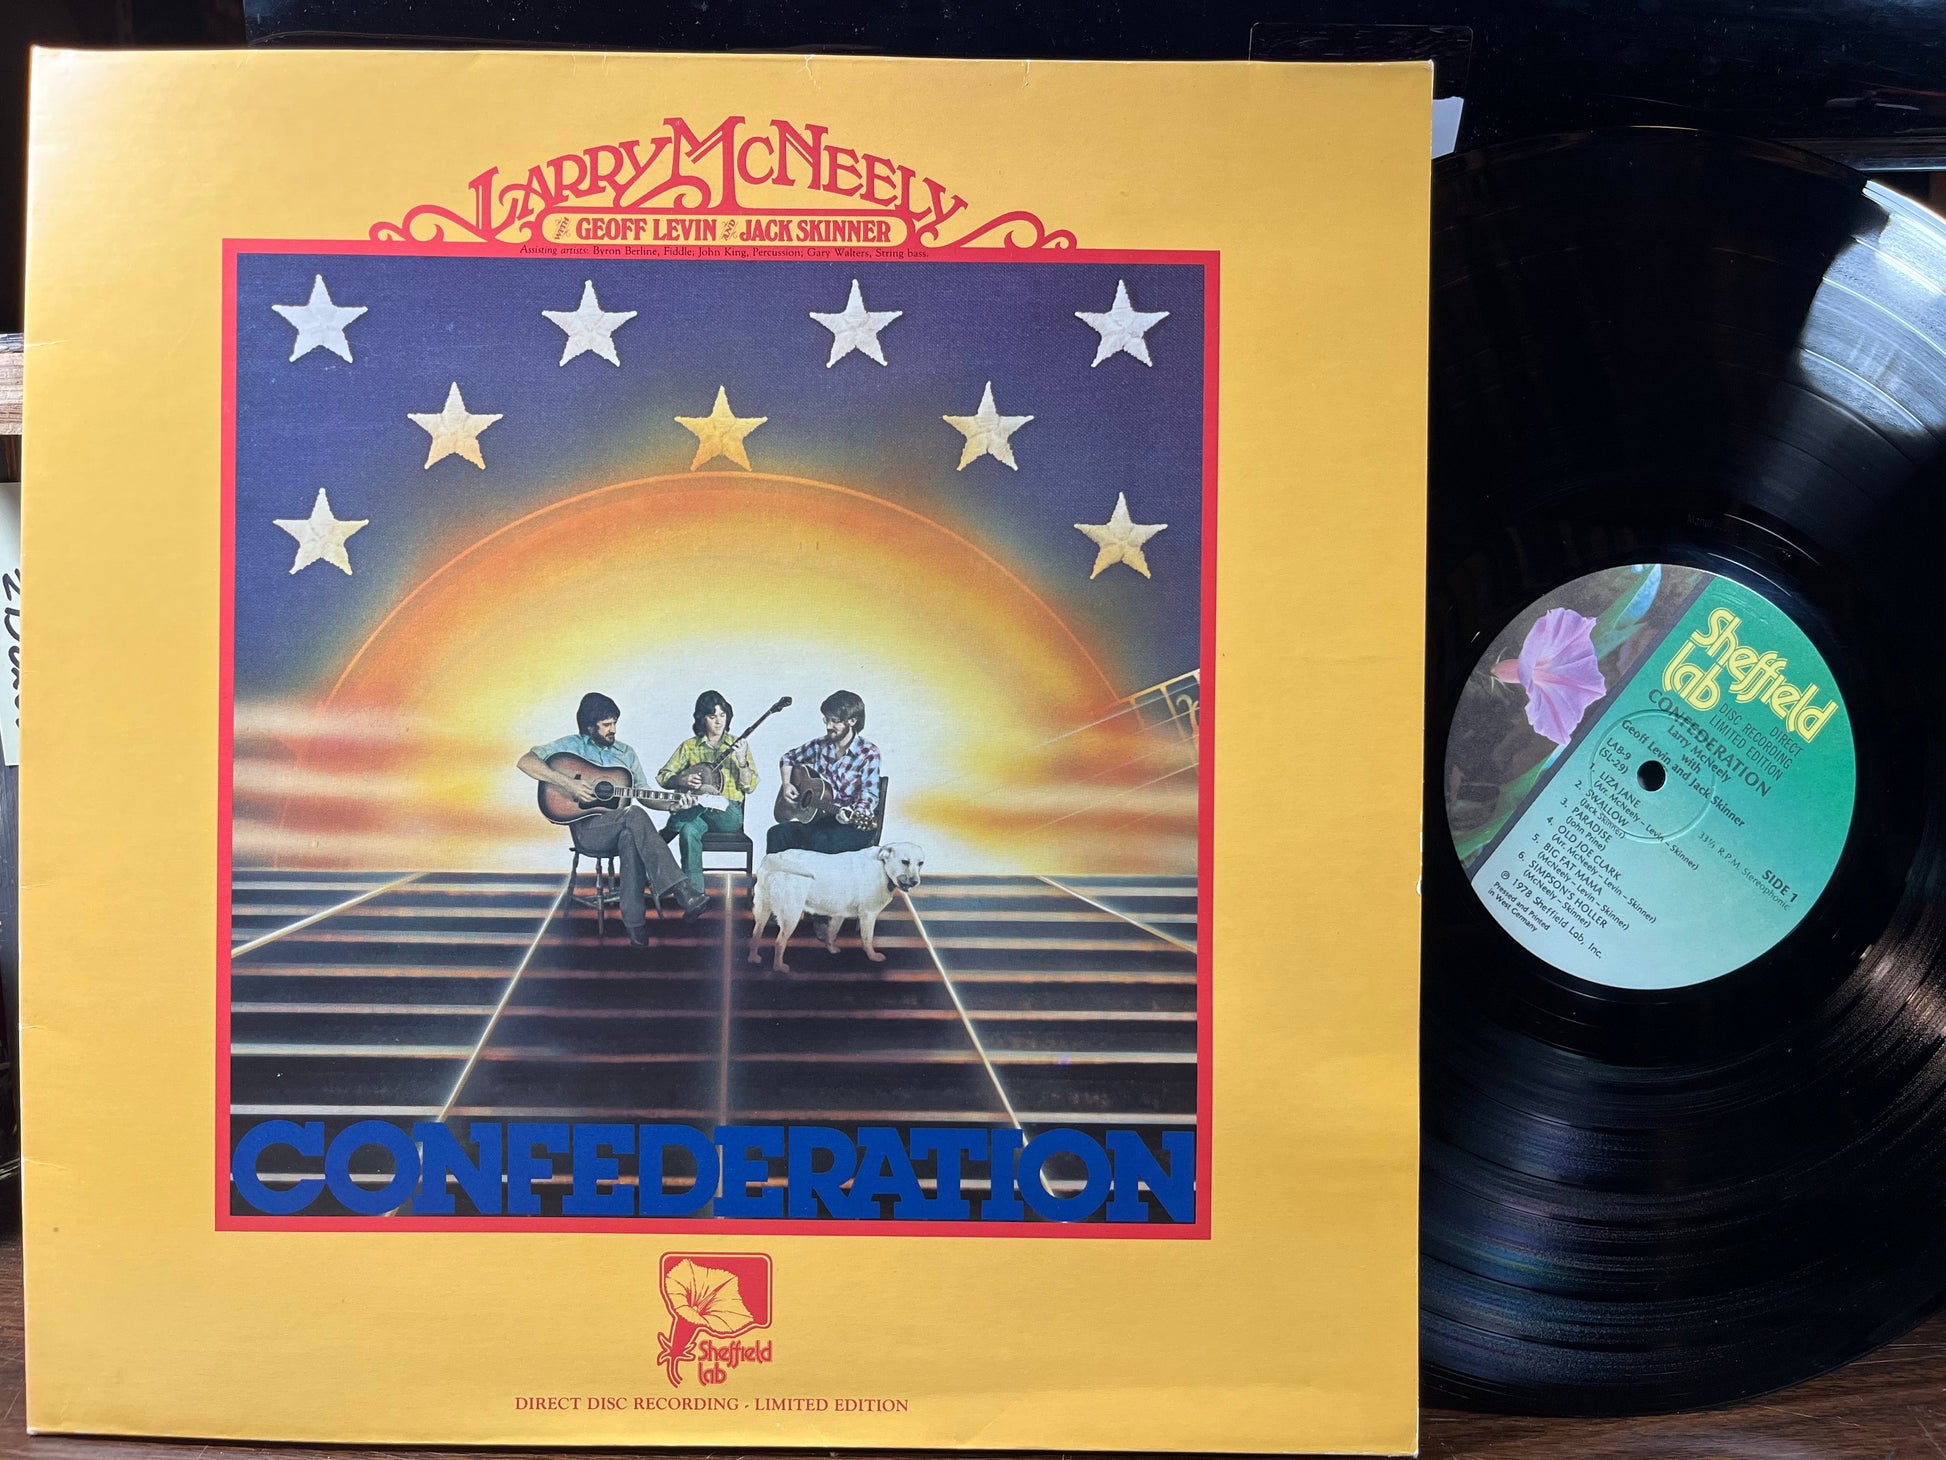 LARRY MCNEELY
WITH GEOFF LEVIN AND JACK SKINNER
Assisting artists: Byron Berline, Fiddle; John King, Percussion; Gary Walters, String bass.
CONFEDERATION
Sheffield
lab
DIRECT DISC RECORDING - LIMITED EDITION
Sheffield
lab
DIRECT
DISC RECORDING
LIMITED EDITION
CONFEDERATION
Larry McNeely
with
Geoff Levin and Jack Skinner
LAB-9
(SL-29)
33⅓ R.P.M. Stereophonic
SIDE 1
1. LIZA JANE
(Arr. McNeely – Levin – Skinner)
2. SWALLOW
(Jack Skinner)
3. PARADISE
(John Prine)
4. OLD JOE CLARK
(Arr. McNeely – Levin – Skinner)
5. BIG FAT MAMA
(McNeely – Levin – Skinner)
6. SIMPSON'S HOLLER
(McNeely – Skinner)
℗ 1978 Sheffield Lab, Inc.
Pressed and Printed
in West Germany